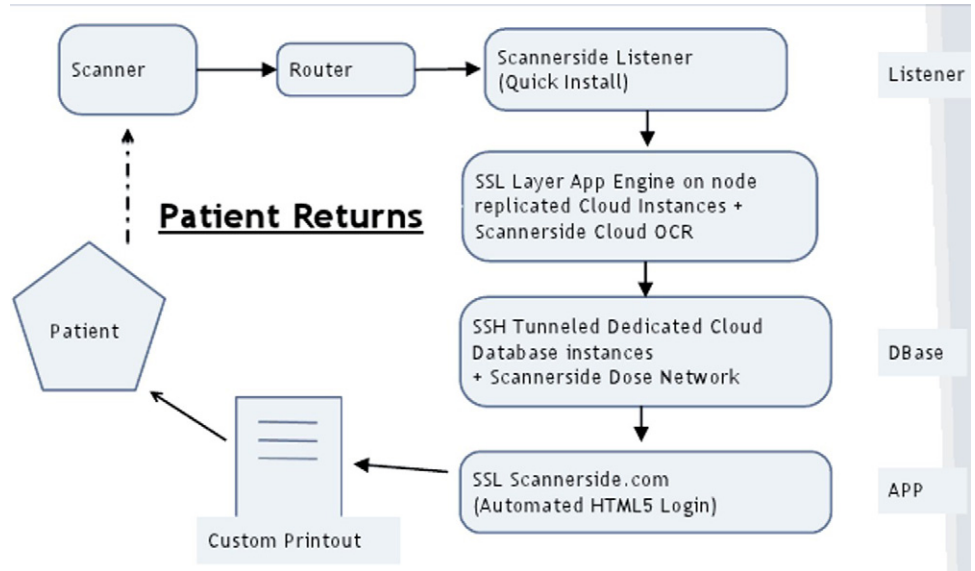 Scanner
Router
Scannerside Listener
(Quick Install)
Listener
SSL Layer App Engine on node
replicated Cloud Instances +
Scannerside Cloud OCR
Patient Returns
Patient
SSH Tunneled Dedicated Cloud
Database instances
+ Scannerside Dose Network
DBase
SSL Scannerside.com
(Automated HTML5 Login)
APP
Custom Printout